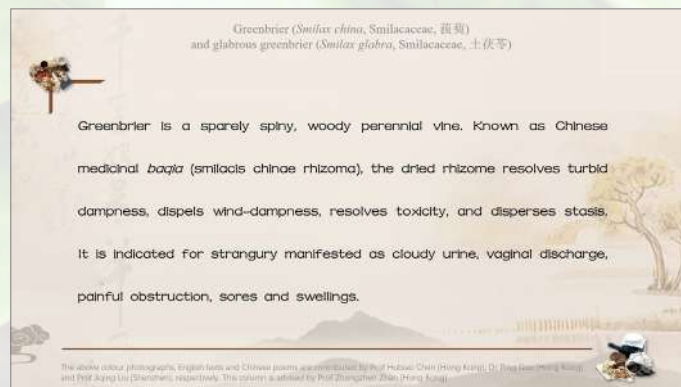 Greenbrier (Smilax china, Smilacaceae, 菝葜)
and glabrous greenbrier (Smilax glabra, Smilacaceae, 土茯苓)
Greenbrier is a sparely spiny, woody perennial vine. Known as Chinese
medicinal baqia (smilacis chinae rhizoma), the dried rhizome resolves turbid
dampness, dispels wind-dampness, resolves toxicity, and disperses stasis.
It is indicated for strangury manifested as cloudy urine, vaginal discharge,
painful obstruction, sores and swellings.
The above colour photographs, English texts and Chinese poems are contributed by Prof Hubiao Chen (Hong Kong), Dr Ping Guo (Hong Kong)
and Prof Jiqing Liu (Shenzhen), respectively. This column is advised by Prof Zhongzhen Zhao (Hong Kong).